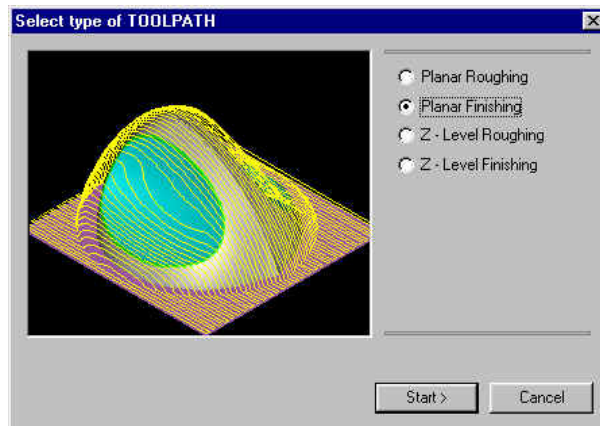 Select type of TOOLPATH
Planar Roughing
Planar Finishing
Z - Level Roughing
Z - Level Finishing
Start >
Cancel